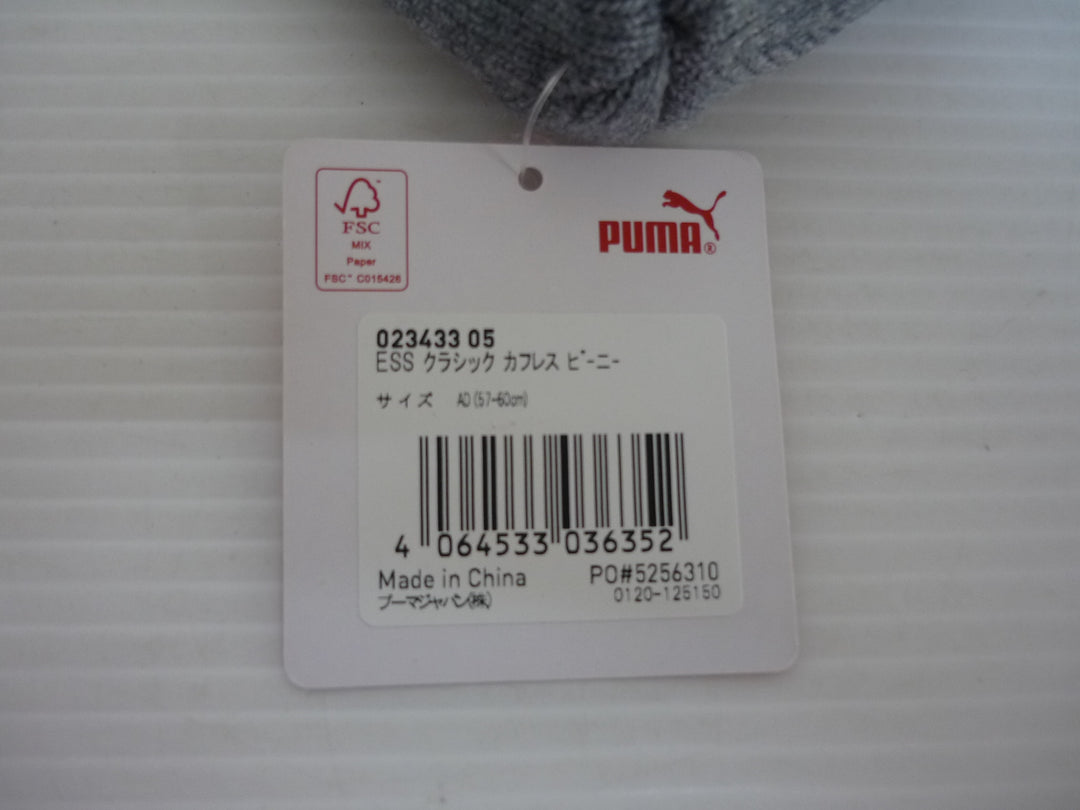 FSC
MIX
Paper
FSC™ C015426
PUMA®
023433 05
ESS クラシック カフレス ビーニー
サイズ AD (57-60cm)
4 064533 036352
Made in China PO#5256310
プーマジャパン(株) 0120-125150